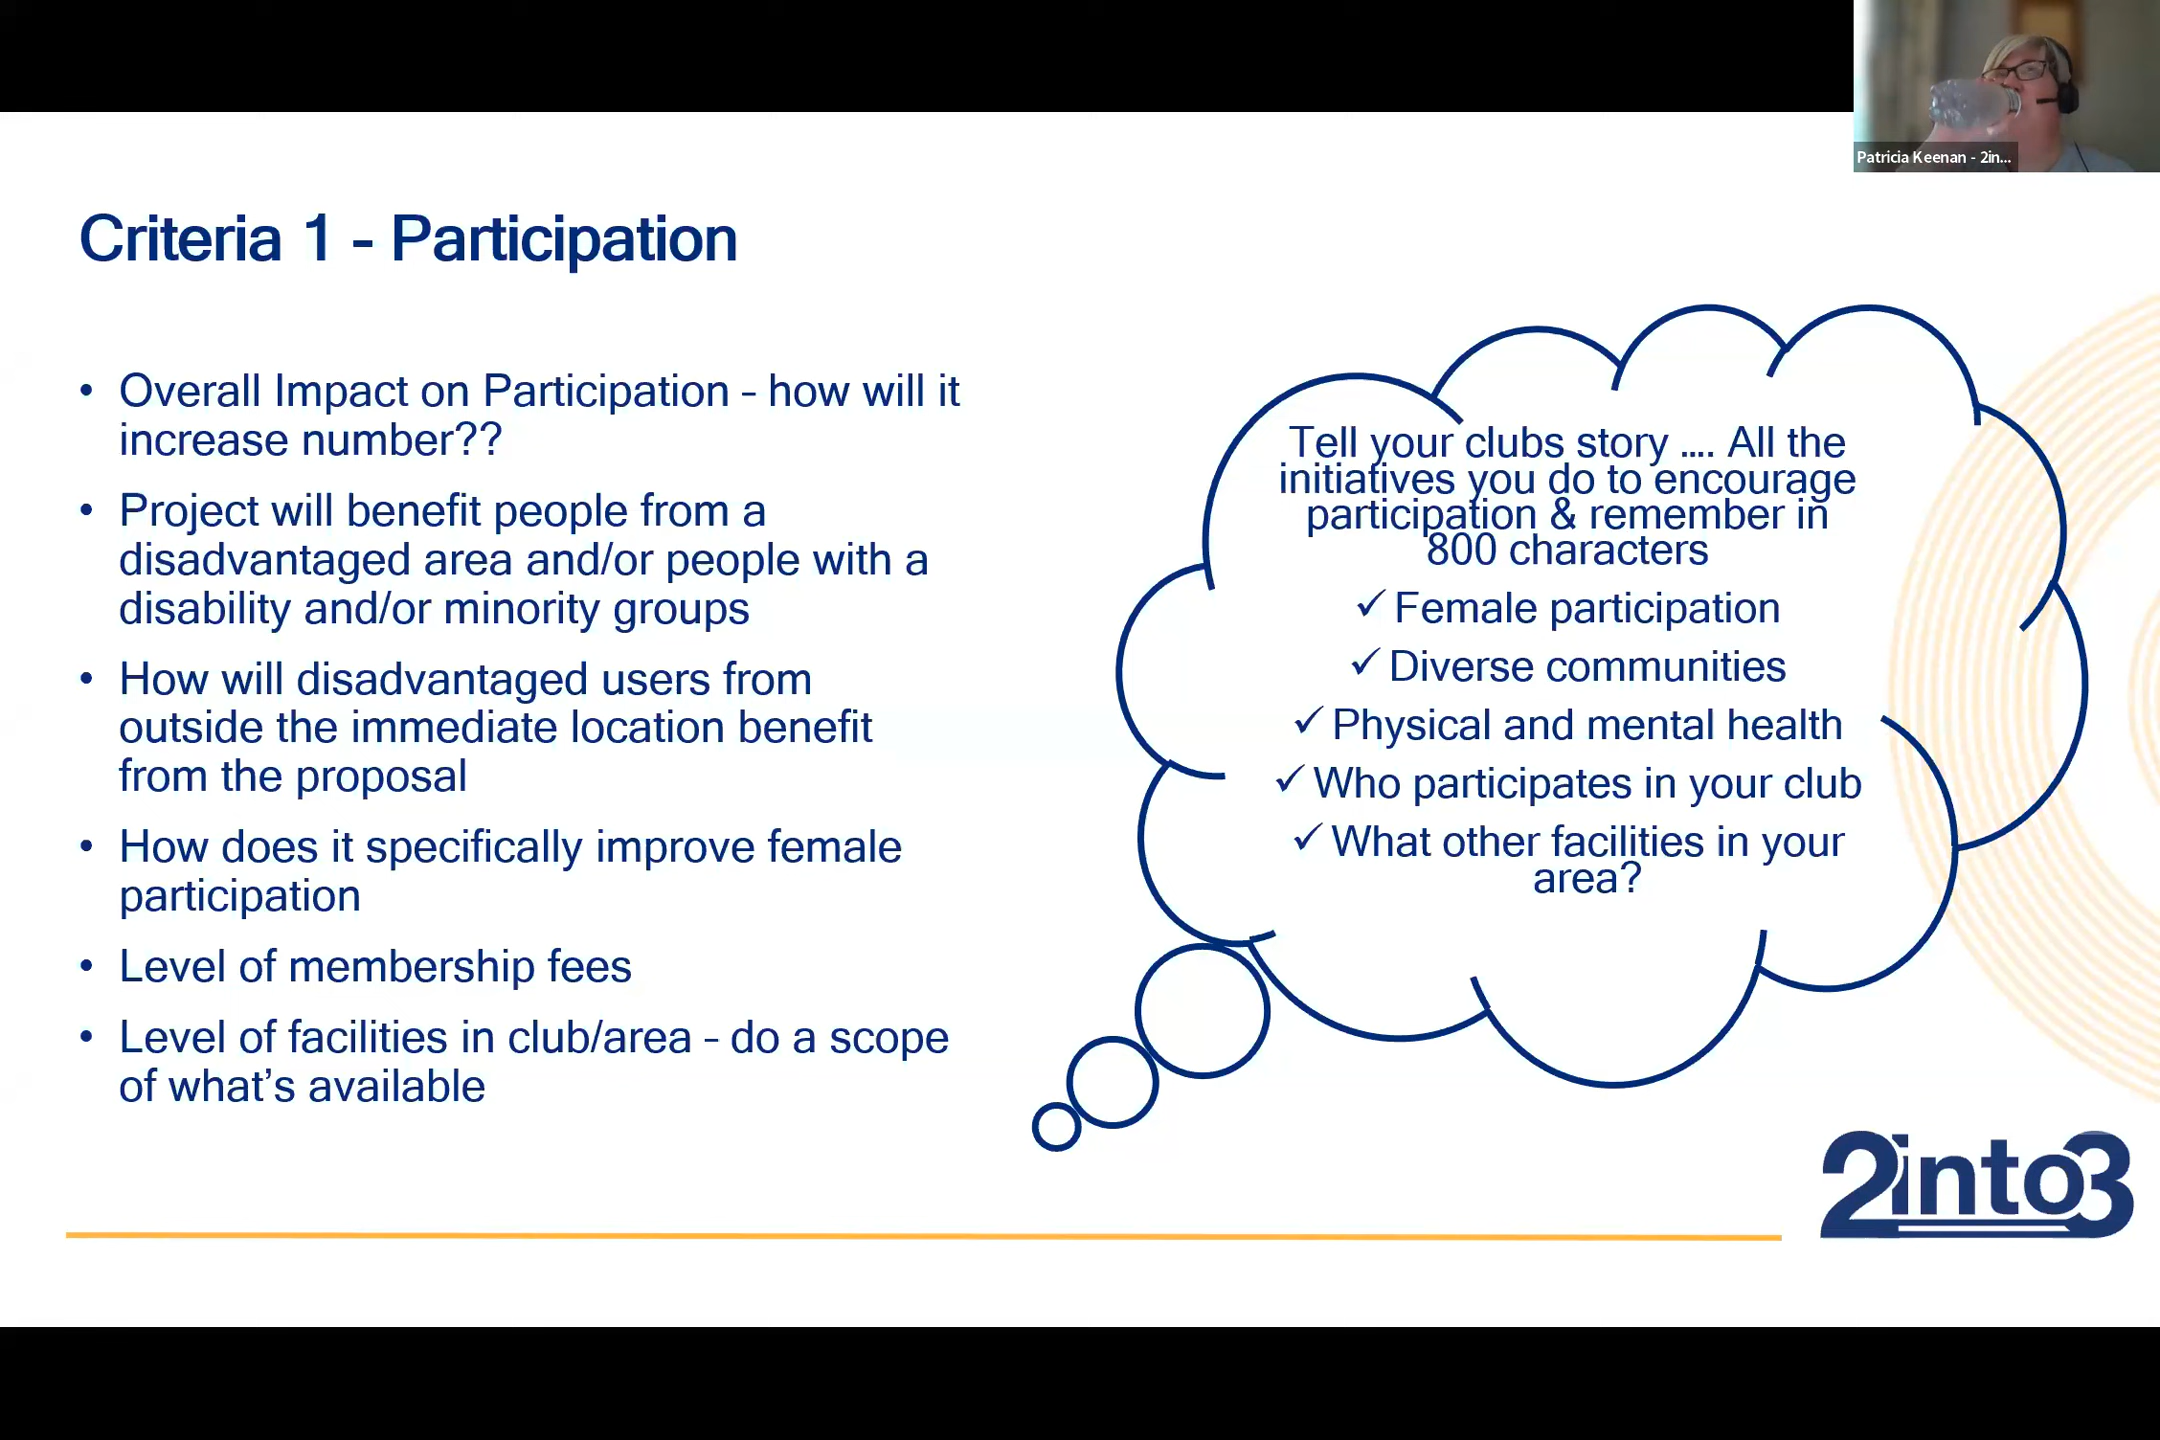 Patricia Keenan - 2in...
Criteria 1 - Participation
• Overall Impact on Participation - how will it
increase number??
• Project will benefit people from a
disadvantaged area and/or people with a
disability and/or minority groups
• How will disadvantaged users from
outside the immediate location benefit
from the proposal
• How does it specifically improve female
participation
• Level of membership fees
• Level of facilities in club/area - do a scope
of what's available
Tell your clubs story .... All the
initiatives you do to encourage
participation & remember in
800 characters
✓ Female participation
✓ Diverse communities
✓ Physical and mental health
✓ Who participates in your club
✓ What other facilities in your
area?
2into3